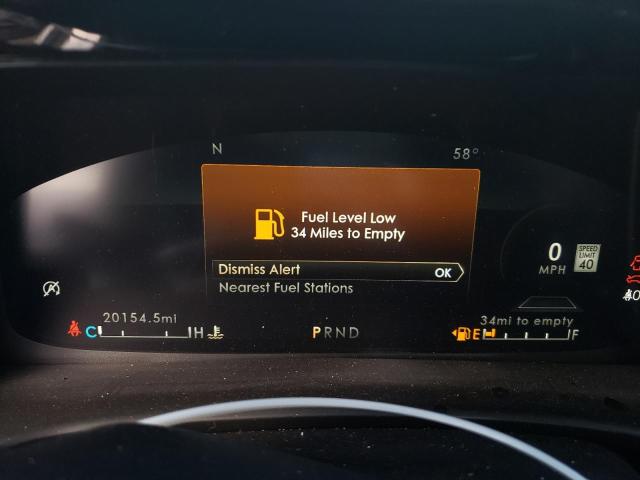 N
58°
Fuel Level Low
34 Miles to Empty
Dismiss Alert OK
Nearest Fuel Stations
0
MPH
SPEED
LIMIT
40
20154.5mi
34mi to empty
C H
PRND
E F